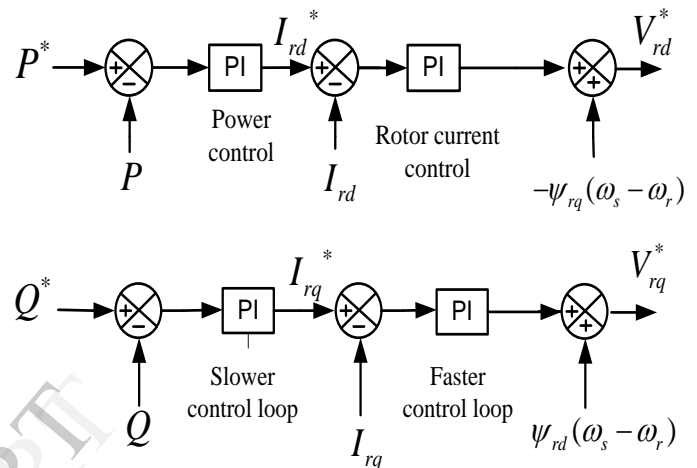 P* + − PI I_rd* + − PI + + V_rd*
Power control
Rotor current control
P
I_rd
−ψ_rq(ω_s − ω_r)
Q* + − PI I_rq* + − PI + + V_rq*
Slower control loop
Faster control loop
Q
I_rq
ψ_rd(ω_s − ω_r)